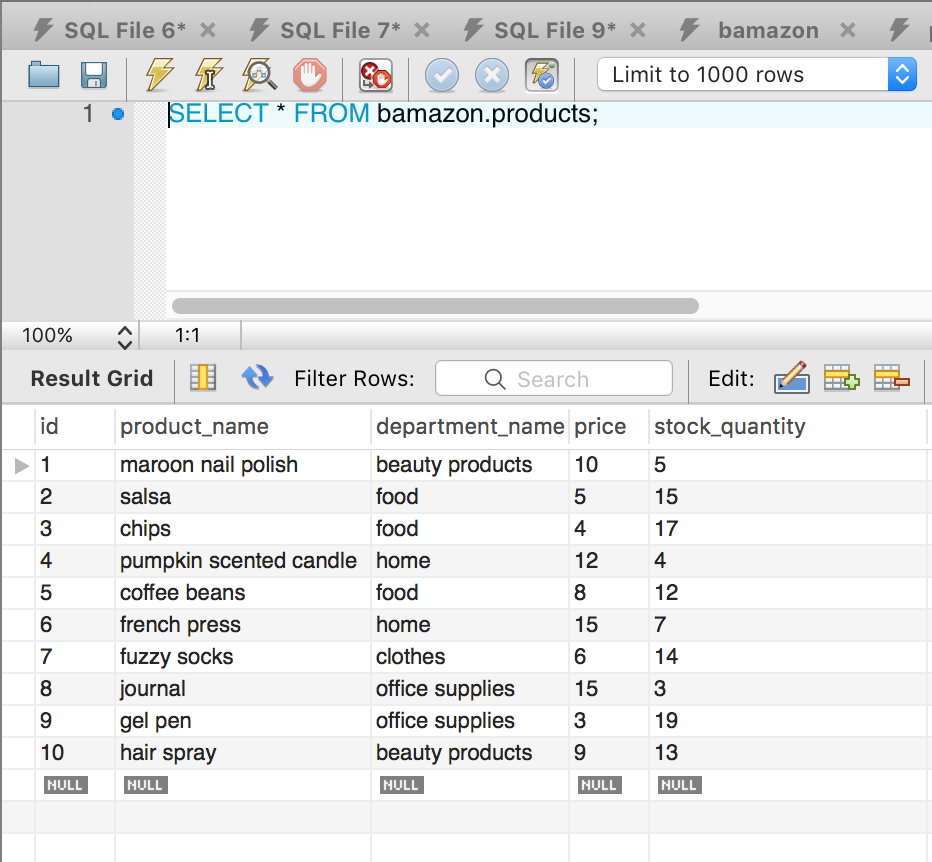 SQL File 6* SQL File 7* SQL File 9* bamazon
Limit to 1000 rows
1 SELECT * FROM bamazon.products;
100% 1:1
Result Grid Filter Rows: Search Edit:
id product_name department_name price stock_quantity
1 maroon nail polish beauty products 10 5
2 salsa food 5 15
3 chips food 4 17
4 pumpkin scented candle home 12 4
5 coffee beans food 8 12
6 french press home 15 7
7 fuzzy socks clothes 6 14
8 journal office supplies 15 3
9 gel pen office supplies 3 19
10 hair spray beauty products 9 13
NULL NULL NULL NULL NULL